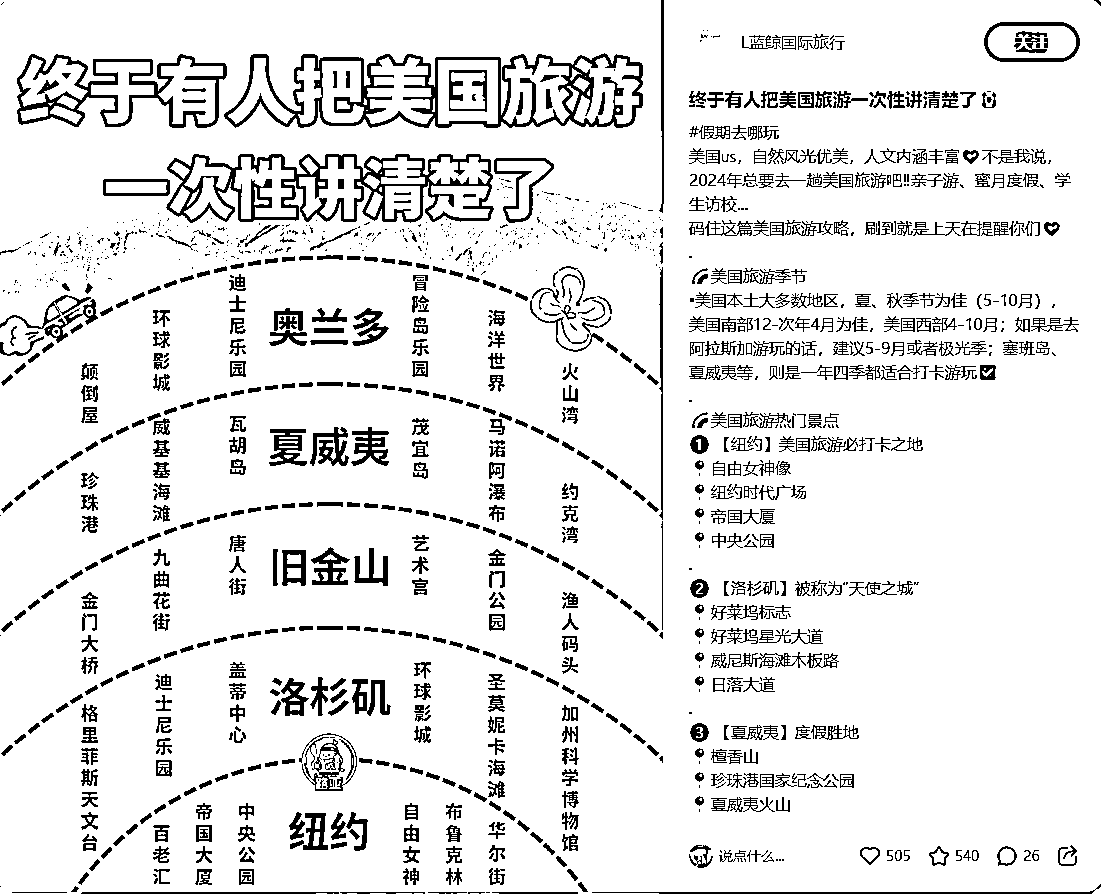 终于有人把美国旅游
一次性讲清楚了
颠倒屋
环球影城
迪士尼乐园
奥兰多
冒险岛乐园
海洋世界
火山湾
珍珠港
威基基海滩
瓦胡岛
夏威夷
茂宜岛
马诺阿瀑布
约克湾
金门大桥
九曲花街
唐人街
旧金山
艺术宫
金门公园
渔人码头
格里菲斯天文台
迪士尼乐园
盖蒂中心
洛杉矶
环球影城
圣莫妮卡海滩
加州科学博物馆
百老汇
帝国大厦
中央公园
纽约
自由女神
布鲁克林
华尔街
L蓝鲸国际旅行
关注
终于有人把美国旅游一次性讲清楚了
#假期去哪玩
美国us，自然风光优美，人文内涵丰富❤不是我说，
2024年总要去一趟美国旅游吧!!亲子游、蜜月度假、学
生访校...
码住这篇美国旅游攻略，刷到就是上天在提醒你们❤
-
美国旅游季节
▪美国本土大多数地区，夏、秋季节为佳（5-10月），
美国南部12-次年4月为佳，美国西部4-10月；如果是去
阿拉斯加游玩的话，建议5-9月或者极光季；塞班岛、
夏威夷等，则是一年四季都适合打卡游玩☑
-
美国旅游热门景点
❶【纽约】美国旅游必打卡之地
📍自由女神像
📍纽约时代广场
📍帝国大厦
📍中央公园
-
❷【洛杉矶】被称为“天使之城”
📍好莱坞标志
📍好莱坞星光大道
📍威尼斯海滩木板路
📍日落大道
-
❸【夏威夷】度假胜地
📍檀香山
📍珍珠港国家纪念公园
📍夏威夷火山
说点什么...
505
540
26